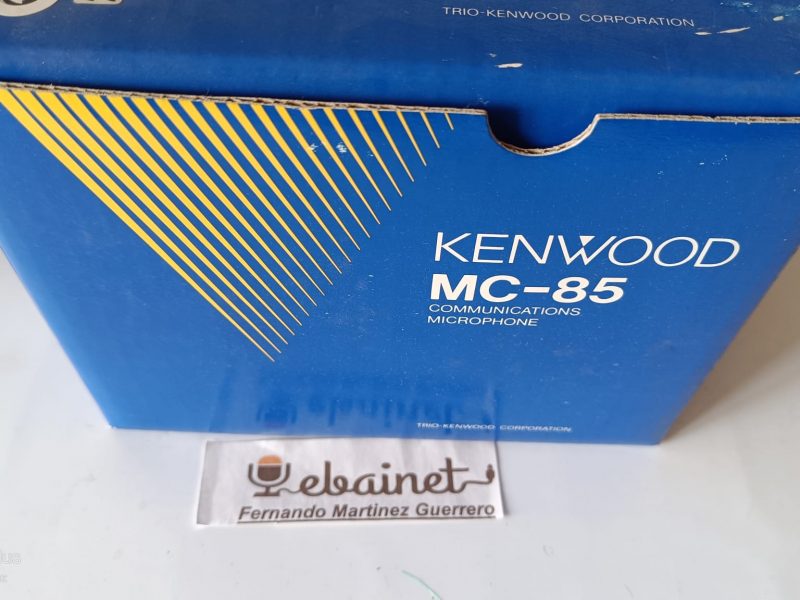 TRIO-KENWOOD CORPORATION
KENWOOD
MC-85
COMMUNICATIONS
MICROPHONE
TRIO-KENWOOD CORPORATION
ebainet
Fernando Martinez Guerrero